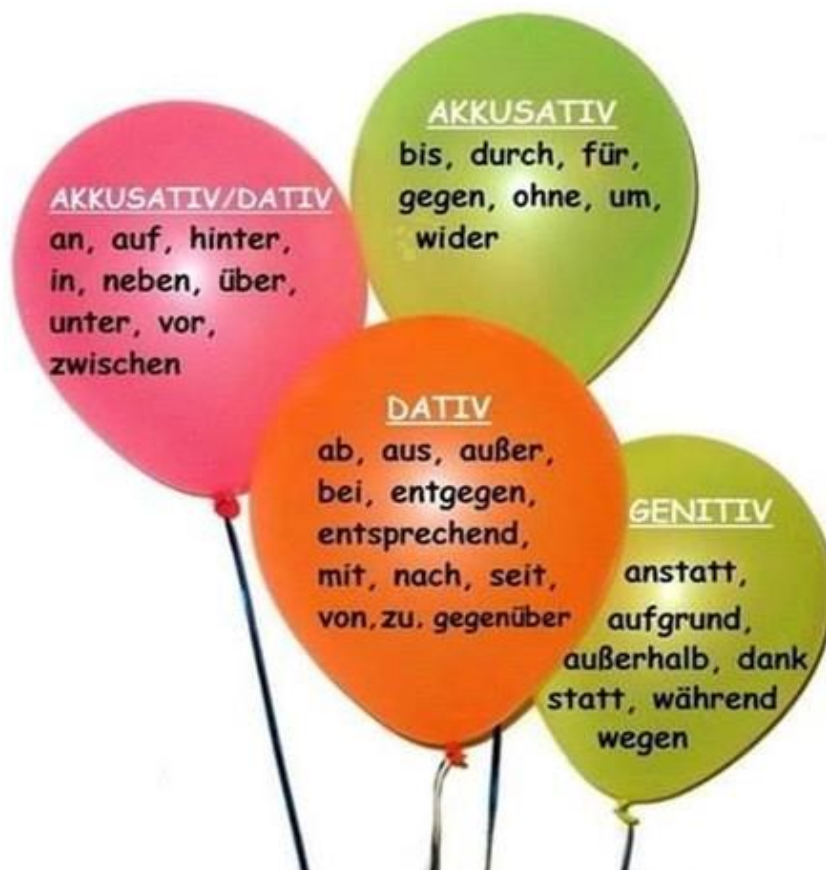 AKKUSATIV/DATIV
an, auf, hinter,
in, neben, über,
unter, vor,
zwischen
AKKUSATIV
bis, durch, für,
gegen, ohne, um,
wider
DATIV
ab, aus, außer,
bei, entgegen,
entsprechend,
mit, nach, seit,
von, zu, gegenüber
GENITIV
anstatt,
aufgrund,
außerhalb, dank
statt, während
wegen